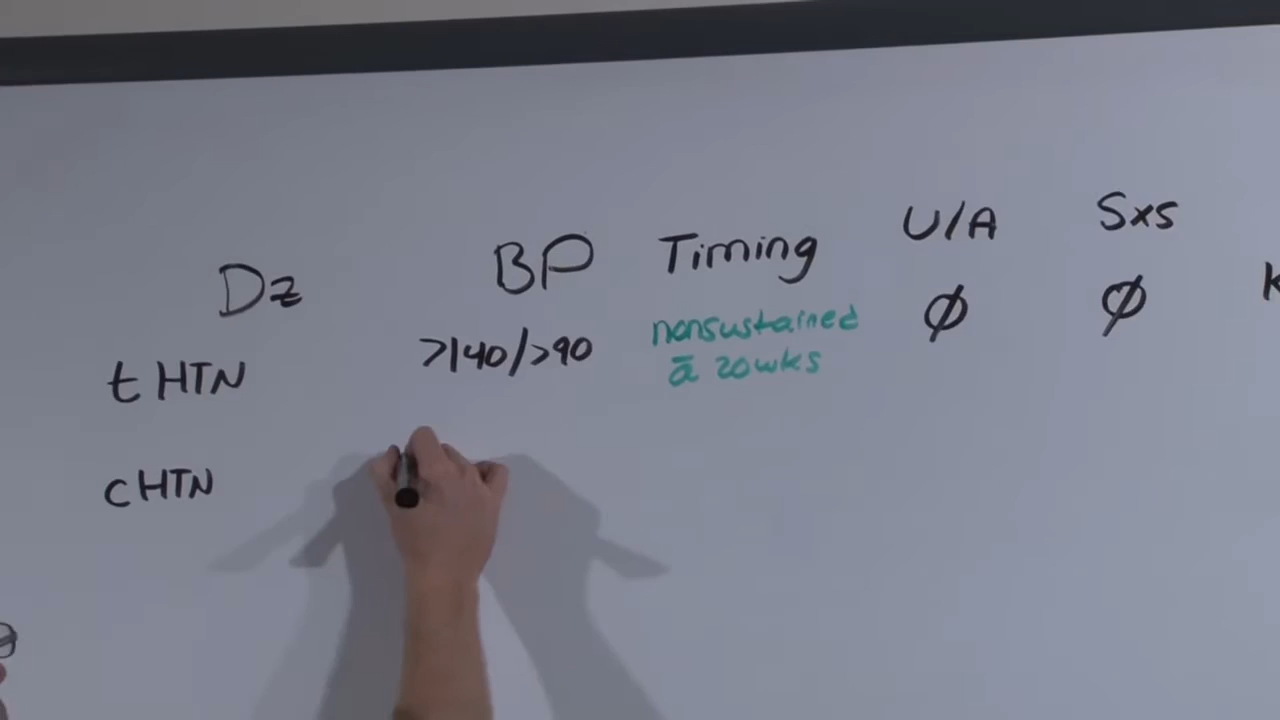 Dz BP Timing U/A Sxs
tHTN >140/>90 nonsustained ā 20wks Ø Ø
cHTN